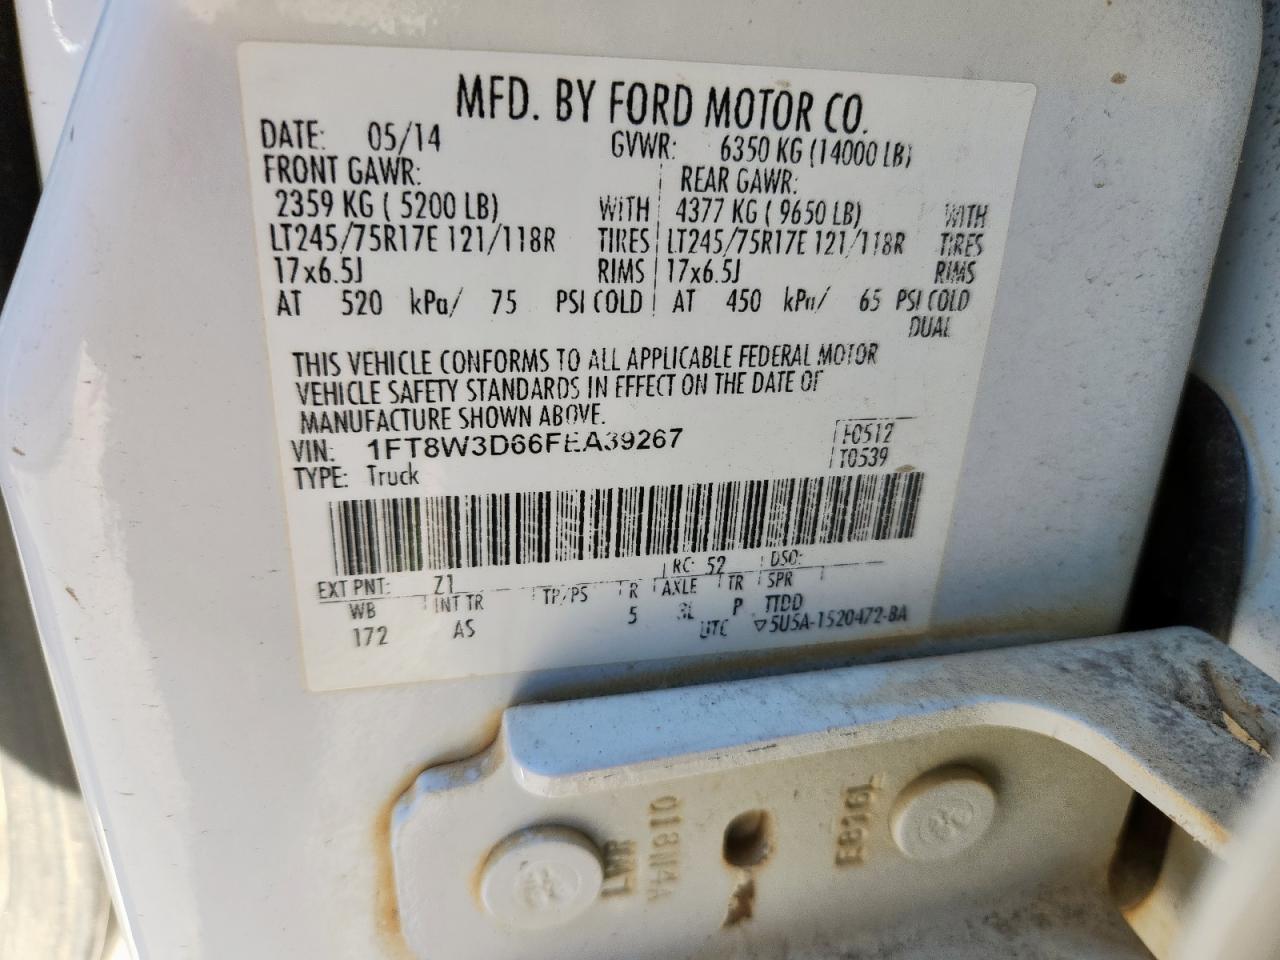 MFD. BY FORD MOTOR CO.
DATE: 05/14 GVWR: 6350 KG (14000 LB)
FRONT GAWR: REAR GAWR:
2359 KG ( 5200 LB) WITH 4377 KG ( 9650 LB) WITH
LT245/75R17E 121/118R TIRES LT245/75R17E 121/118R TIRES
17x6.5J RIMS 17x6.5J RIMS
AT 520 kPa/ 75 PSI COLD AT 450 kPa/ 65 PSI COLD
DUAL
THIS VEHICLE CONFORMS TO ALL APPLICABLE FEDERAL MOTOR
VEHICLE SAFETY STANDARDS IN EFFECT ON THE DATE OF
MANUFACTURE SHOWN ABOVE.
VIN: 1FT8W3D66FEA39267 F0512
TYPE: Truck T0539
EXT PNT: Z1 RC: 52 DSO:
WB INT TR TP/PS R AXLE TR SPR
172 AS 5 P TTDD
UTC ▽5U5A-1520472-BA
LWR
018N4A